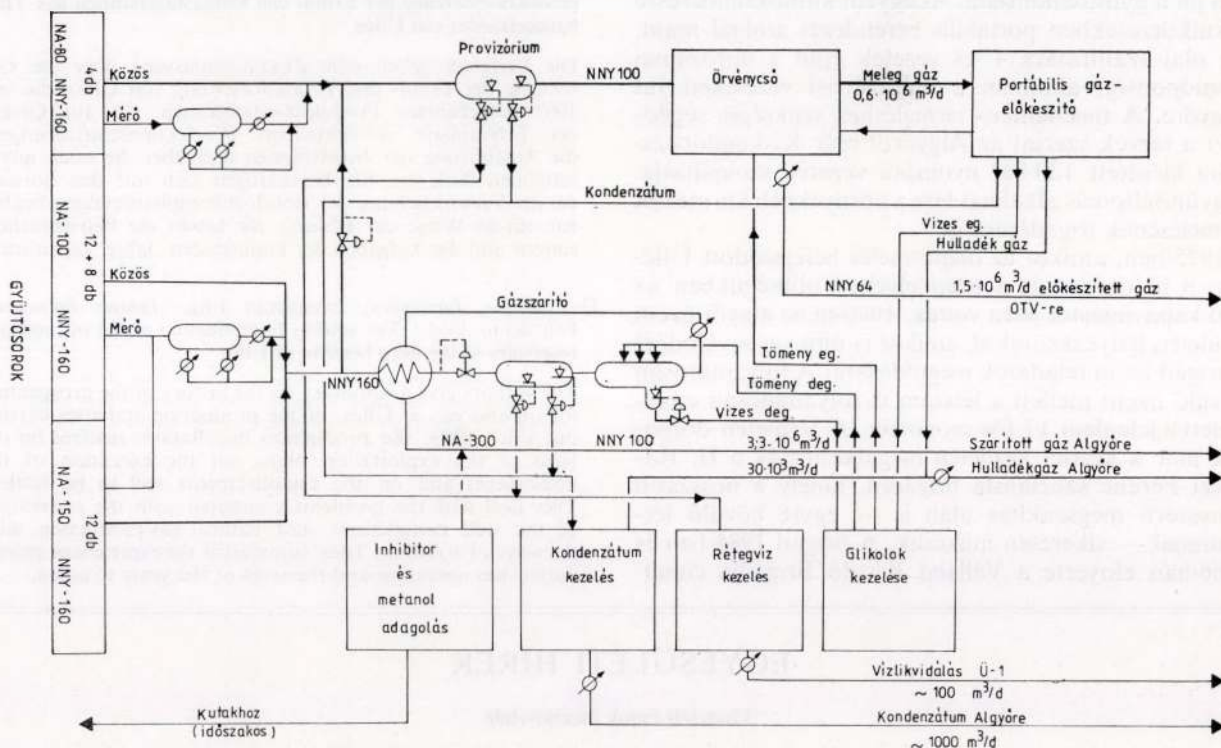 GYŰJTŐSOROK
NA-80 NNY-160
4 db
NA-100 NNY-160
12 + 8 db
NA-150 NNY-160
12 db
Közös
Mérő
Közös
Mérő
Provizórium
NNY100
Örvénycső
Meleg gáz
0,6·10⁶ m³/d
Portábilis gáz-
előkészítő
Kondenzátum
Vizes eg.
Hulladék gáz
NNY 64
1,5·10⁶ m³/d előkészített gáz
OTV-re
Gázszárító
NNY160
Tömény eg.
Tömény deg.
Vizes deg.
NA-300
NNY100
3,3·10⁶ m³/d
30·10³ m³/d
Szárított gáz Algyőre
Hulladékgáz Algyőre
Inhibitor
és
metanol
adagolás
Kondenzátum
kezelés
Rétegvíz
kezelés
Glikolok
kezelése
Kutakhoz
(időszakos)
Vízlikvidálás Ü-1
~ 100 m³/d
Kondenzátum Algyőre
~ 1000 m³/d